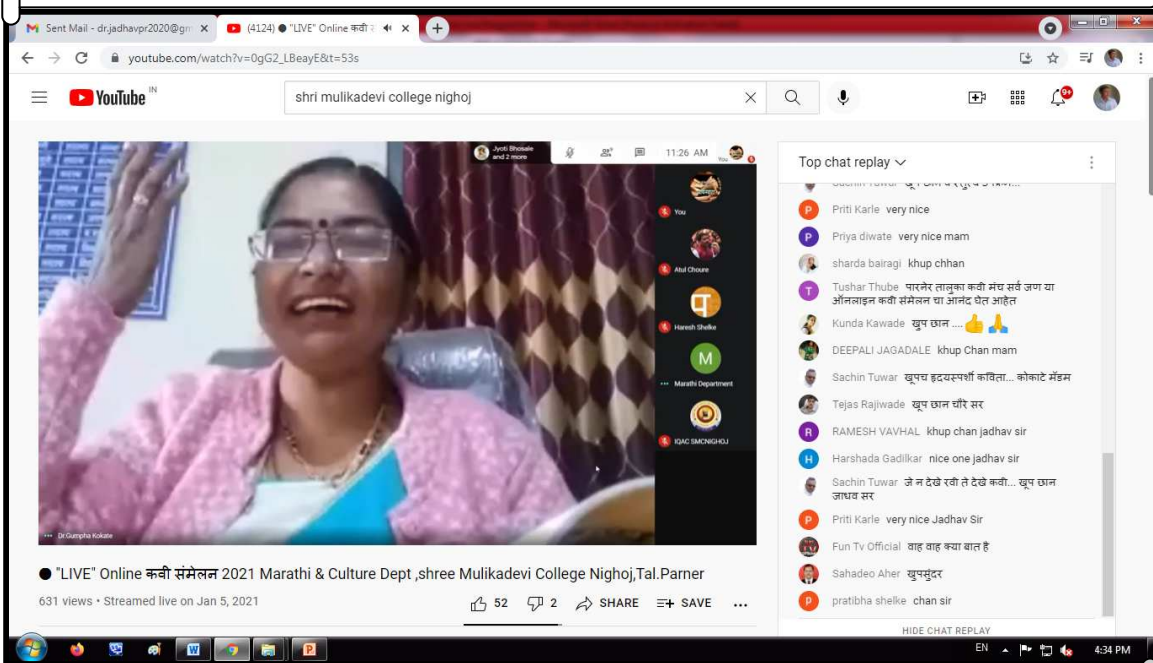 Sent Mail - dr.jadhavpr2020@gm
(4124) ● "LIVE" Online कवी
youtube.com/watch?v=0gG2_LBeayE&t=53s
YouTube IN
shri mulikadevi college nighoj
9+
Jyoti Bhosale
and 2 more
11:26 AM
You
You
Atul Choure
Haresh Shelke
M
Marathi Department
IQAC SMCNIGHOJ
Dr.Gumpha Kokate
Top chat replay
Sachin Tuwar
P Priti Karle very nice
P Priya diwate very nice mam
sharda bairagi khup chhan
T Tushar Thube पारनेर तालुका कवी मंच सर्व जण या
ऑनलाइन कवी संमेलन चा आनंद घेत आहेत
Kunda Kawade खुप छान .... 👍 🙏
DEEPALI JAGADALE khup Chan mam
Sachin Tuwar खूपच हृदयस्पर्शी कविता... कोकाटे मॅडम
Tejas Rajiwade खूप छान चौरे सर
R RAMESH VAVHAL khup chan jadhav sir
H Harshada Gadilkar nice one jadhav sir
Sachin Tuwar जे न देखे रवी ते देखे कवी... खूप छान
जाधव सर
P Priti Karle very nice Jadhav Sir
Fun Tv Official वाह वाह क्या बात है
Sahadeo Aher खुपसुंदर
P pratibha shelke chan sir
HIDE CHAT REPLAY
● "LIVE" Online कवी संमेलन 2021 Marathi & Culture Dept ,shree Mulikadevi College Nighoj,Tal.Parner
631 views • Streamed live on Jan 5, 2021
52 2 SHARE SAVE ...
EN 4:34 PM